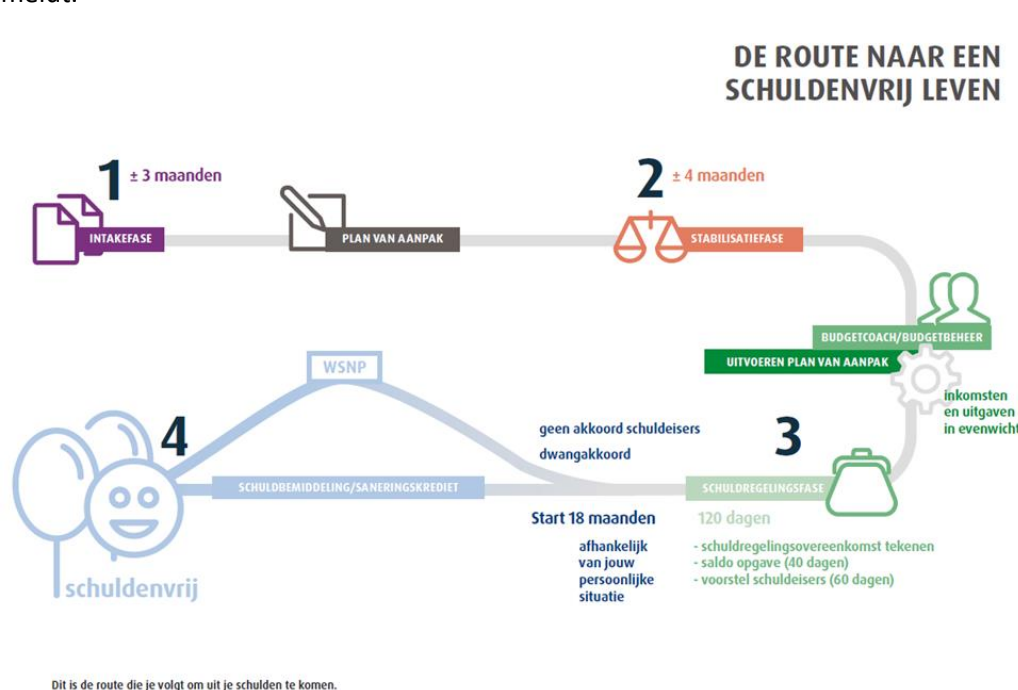 meldt.
DE ROUTE NAAR EEN
SCHULDENVRIJ LEVEN
1 ± 3 maanden
INTAKEFASE
PLAN VAN AANPAK
2 ± 4 maanden
STABILISATIEFASE
BUDGETCOACH/BUDGETBEHEER
UITVOEREN PLAN VAN AANPAK
inkomsten
en uitgaven
in evenwicht
3
SCHULDREGELINGSFASE
120 dagen
- schuldregelingsovereenkomst tekenen
- saldo opgave (40 dagen)
- voorstel schuldeisers (60 dagen)
geen akkoord schuldeisers
dwangakkoord
Start 18 maanden
afhankelijk
van jouw
persoonlijke
situatie
WSNP
SCHULDBEMIDDELING/SANERINGSKREDIET
4
schuldenvrij
Dit is de route die je volgt om uit je schulden te komen.